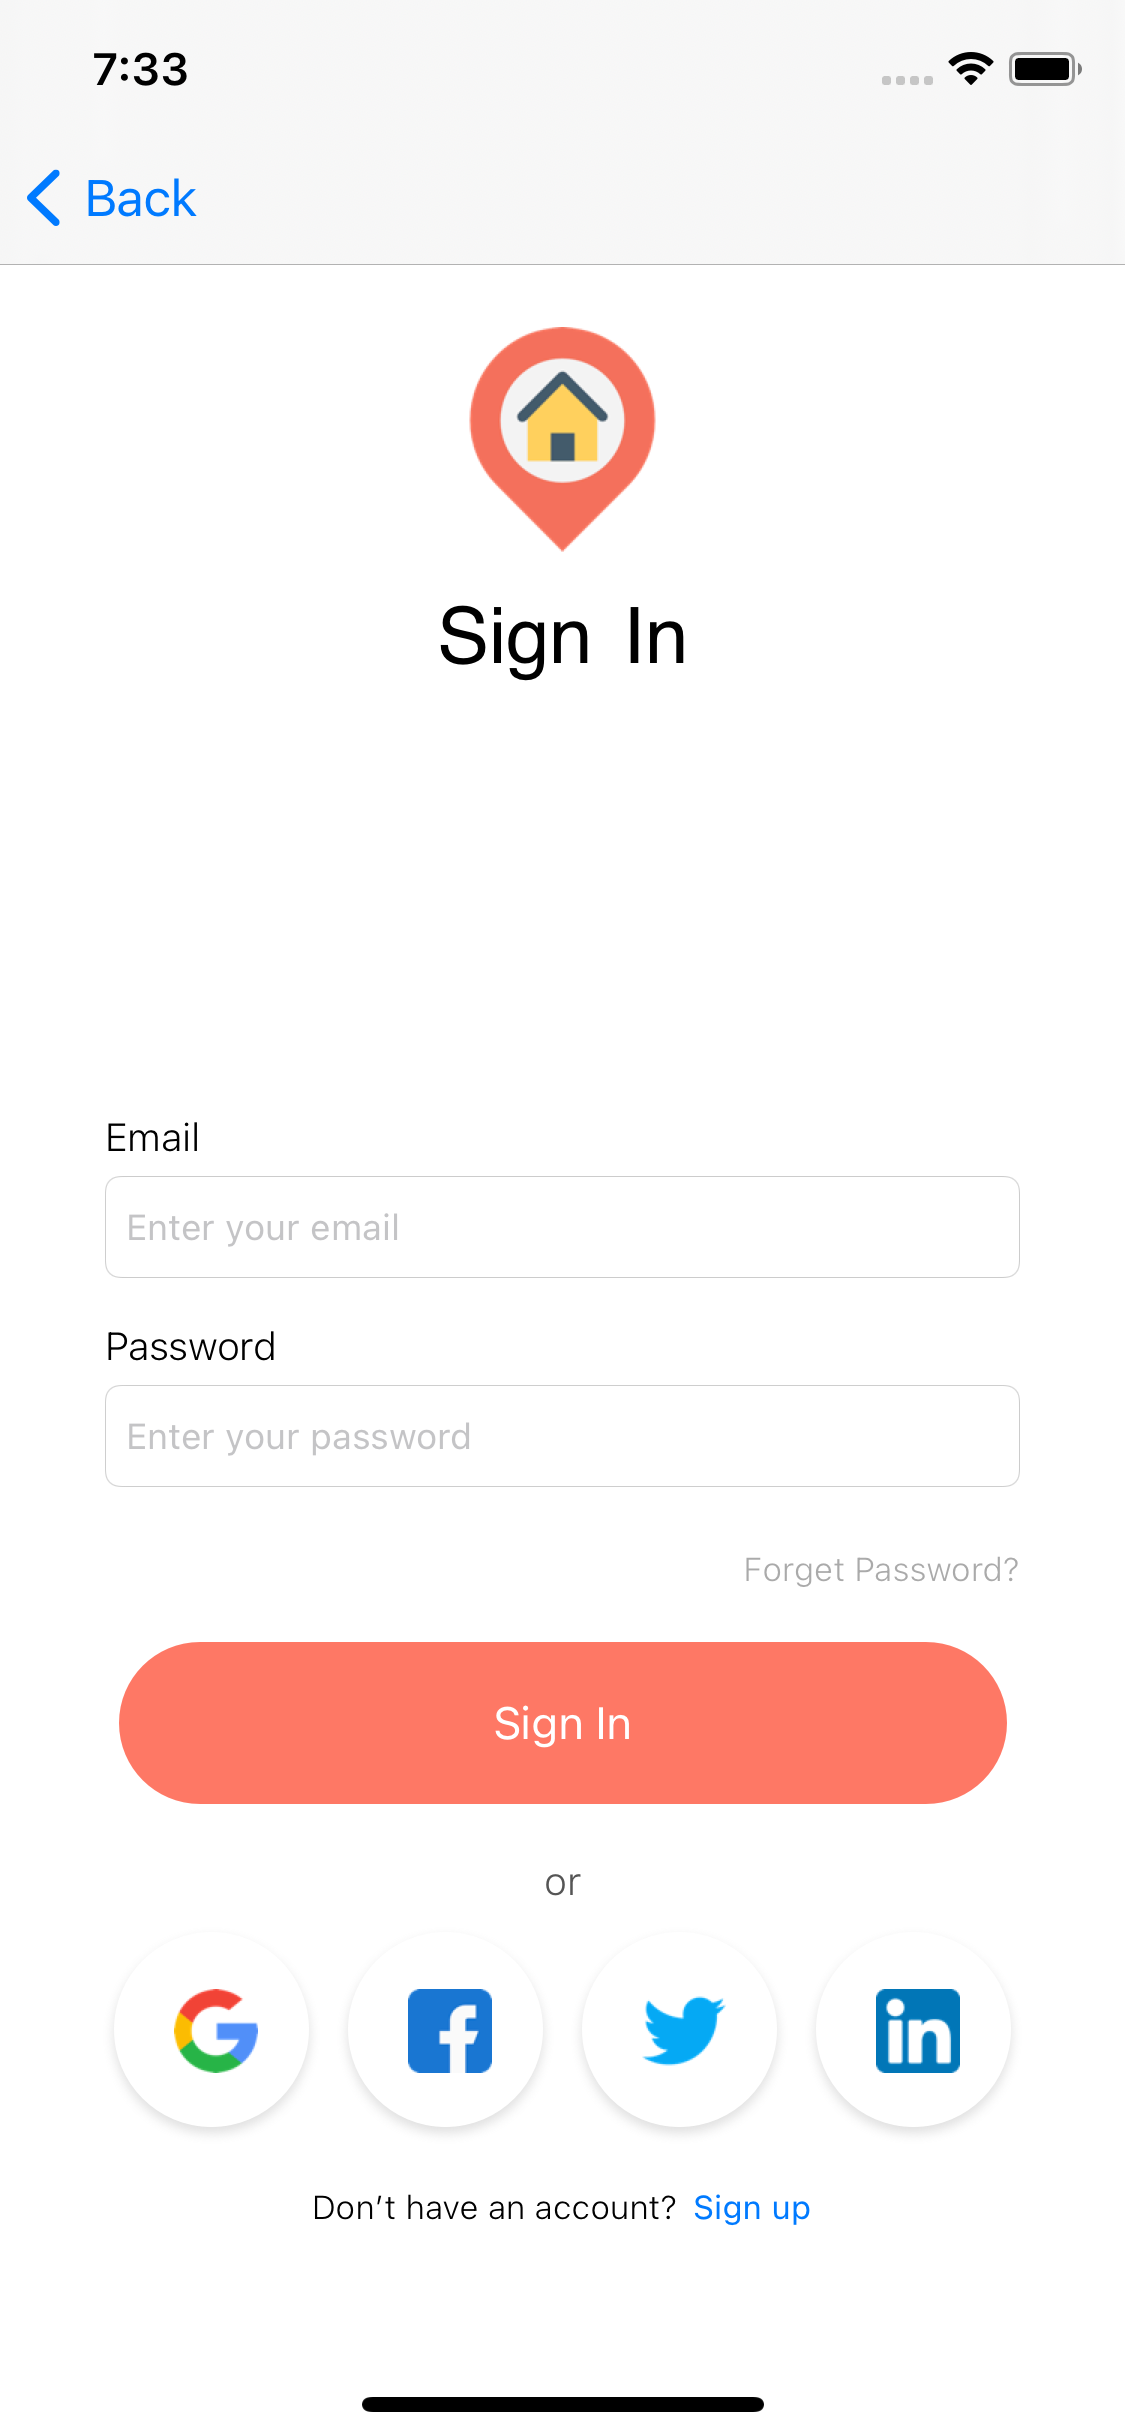 7:33
Back
Sign In
Email
Enter your email
Password
Enter your password
Forget Password?
Sign In
or
Don't have an account? Sign up